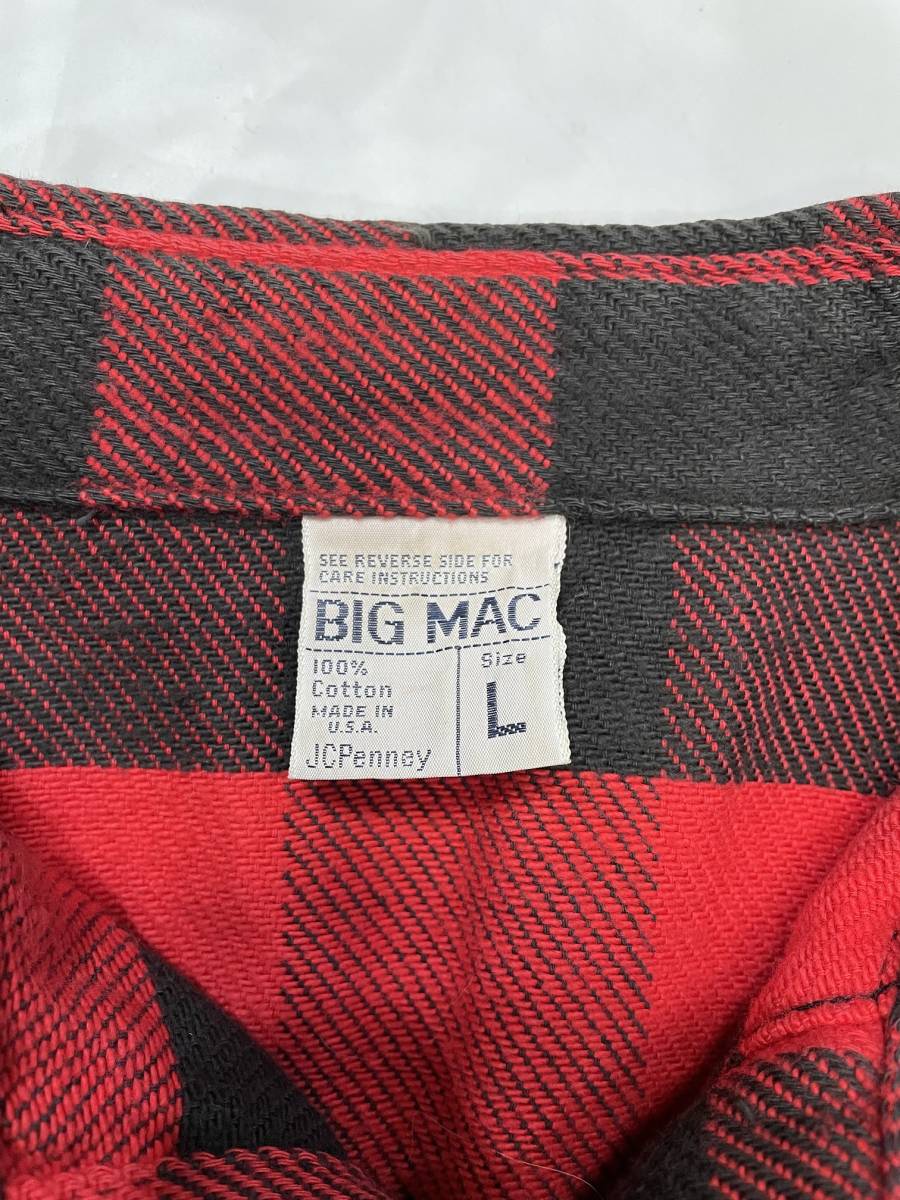 SEE REVERSE SIDE FOR
CARE INSTRUCTIONS
BIG MAC
100%
Cotton
MADE IN
U.S.A.
JCPenney
Size
L